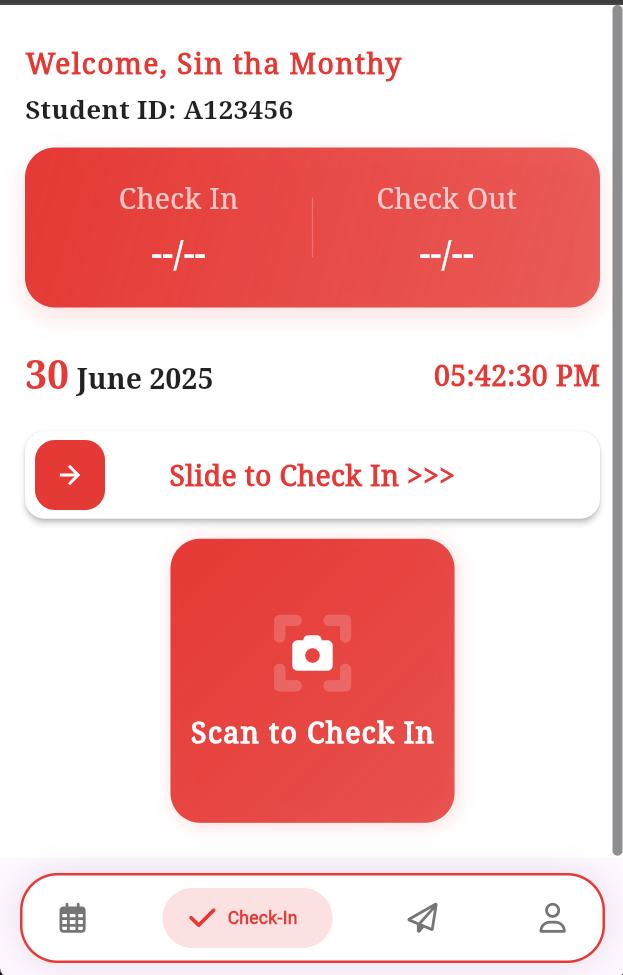 Welcome, Sin tha Monthy
Student ID: A123456
Check In
Check Out
--/--
--/--
30 June 2025
05:42:30 PM
Slide to Check In >>>
Scan to Check In
Check-In